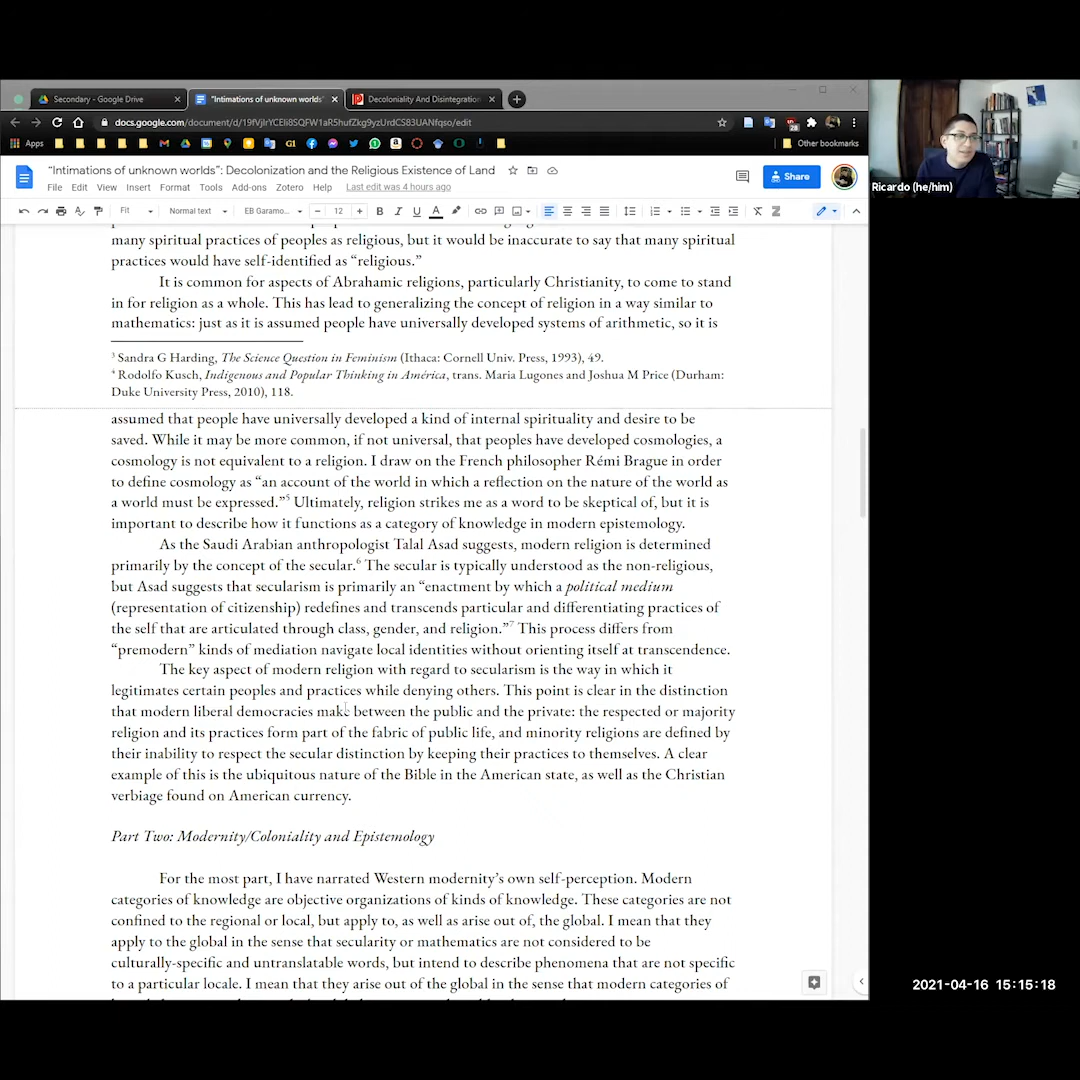 Secondary - Google Drive
"Intimations of unknown worlds'
Decoloniality And Disintegration
docs.google.com/document/d/19fVjIrYCEIi8SQFW1aR5hufZkg9yzUrdCS83UANfqso/edit
28
Apps
G1
Other bookmarks
"Intimations of unknown worlds": Decolonization and the Religious Existence of Land
File Edit View Insert Format Tools Add-ons Zotero Help Last edit was 4 hours ago
Share
Fit Normal text EB Garamo... 12 B I U A
many spiritual practices of peoples as religious, but it would be inaccurate to say that many spiritual
practices would have self-identified as "religious."
It is common for aspects of Abrahamic religions, particularly Christianity, to come to stand
in for religion as a whole. This has lead to generalizing the concept of religion in a way similar to
mathematics: just as it is assumed people have universally developed systems of arithmetic, so it is
3 Sandra G Harding, The Science Question in Feminism (Ithaca: Cornell Univ. Press, 1993), 49.
4 Rodolfo Kusch, Indigenous and Popular Thinking in América, trans. Maria Lugones and Joshua M Price (Durham:
Duke University Press, 2010), 118.
assumed that people have universally developed a kind of internal spirituality and desire to be
saved. While it may be more common, if not universal, that peoples have developed cosmologies, a
cosmology is not equivalent to a religion. I draw on the French philosopher Rémi Brague in order
to define cosmology as "an account of the world in which a reflection on the nature of the world as
a world must be expressed."5 Ultimately, religion strikes me as a word to be skeptical of, but it is
important to describe how it functions as a category of knowledge in modern epistemology.
As the Saudi Arabian anthropologist Talal Asad suggests, modern religion is determined
primarily by the concept of the secular.6 The secular is typically understood as the non-religious,
but Asad suggests that secularism is primarily an "enactment by which a political medium
(representation of citizenship) redefines and transcends particular and differentiating practices of
the self that are articulated through class, gender, and religion."7 This process differs from
"premodern" kinds of mediation navigate local identities without orienting itself at transcendence.
The key aspect of modern religion with regard to secularism is the way in which it
legitimates certain peoples and practices while denying others. This point is clear in the distinction
that modern liberal democracies make between the public and the private: the respected or majority
religion and its practices form part of the fabric of public life, and minority religions are defined by
their inability to respect the secular distinction by keeping their practices to themselves. A clear
example of this is the ubiquitous nature of the Bible in the American state, as well as the Christian
verbiage found on American currency.
Part Two: Modernity/Coloniality and Epistemology
For the most part, I have narrated Western modernity's own self-perception. Modern
categories of knowledge are objective organizations of kinds of knowledge. These categories are not
confined to the regional or local, but apply to, as well as arise out of, the global. I mean that they
apply to the global in the sense that secularity or mathematics are not considered to be
culturally-specific and untranslatable words, but intend to describe phenomena that are not specific
to a particular locale. I mean that they arise out of the global in the sense that modern categories of
Ricardo (he/him)
2021-04-16 15:15:18